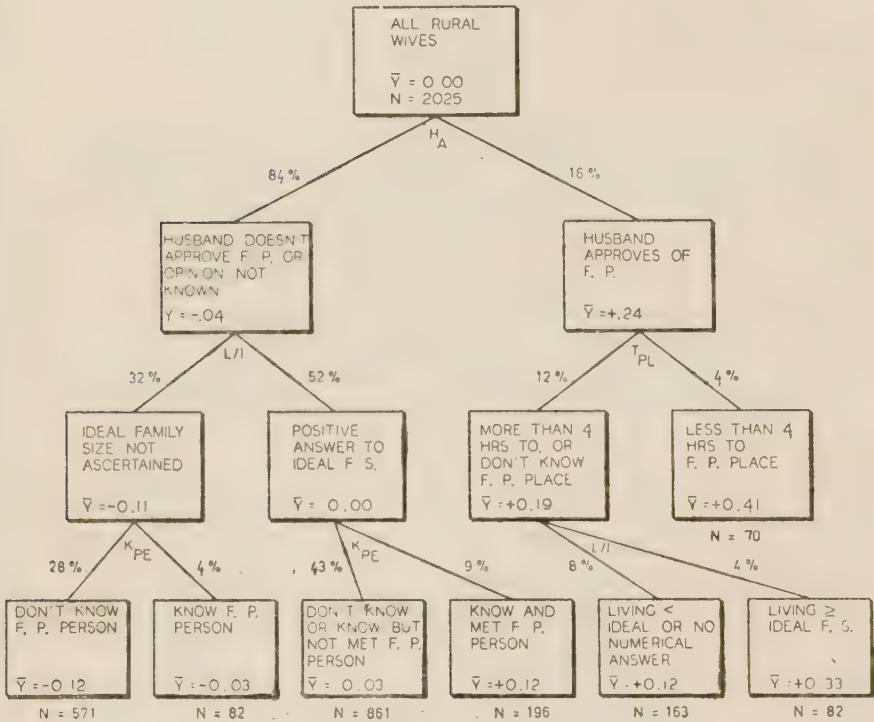 ALL RURAL
WIVES
Ȳ = 0.00
N = 2025
H A
84%
16%
HUSBAND DOESN'T
APPROVE F. P. OR
OPINION NOT
KNOWN
Y = -.04
HUSBAND
APPROVES OF
F. P.
Ȳ = +.24
L/I
T PL
32%
52%
12%
4%
IDEAL FAMILY
SIZE NOT
ASCERTAINED
Ȳ = -0.11
POSITIVE
ANSWER TO
IDEAL F S.
Ȳ = 0.00
MORE THAN 4
HRS TO, OR
DON'T KNOW
F. P. PLACE
Ȳ = +0.19
LESS THAN 4
HRS TO
F. P. PLACE
Ȳ = +0.41
N = 70
K PE
K PE
L/I
28%
4%
43%
9%
8%
4%
DON'T KNOW
F. P. PERSON
Ȳ = -0.12
N = 571
KNOW F. P.
PERSON
Ȳ = -0.03
N = 82
DON'T KNOW
OR KNOW BUT
NOT MET F. P.
PERSON
Ȳ = 0.03
N = 861
KNOW AND
MET F. P.
PERSON
Ȳ = +0.12
N = 196
LIVING <
IDEAL OR NO
NUMERICAL
ANSWER
Ȳ = +0.12
N = 163
LIVING ≥
IDEAL F. S.
Ȳ = +0.33
N = 82